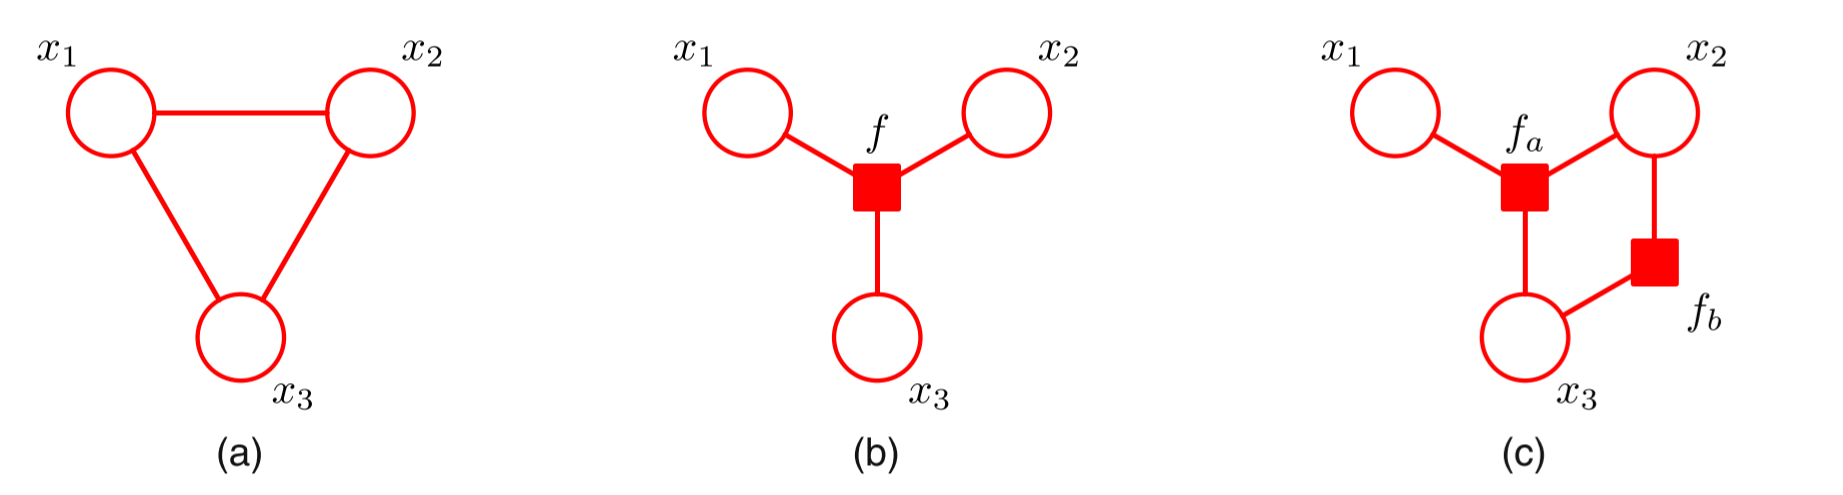 x1 x2 x1 x2 x1 x2
f fa
fb
x3 x3 x3
(a) (b) (c)